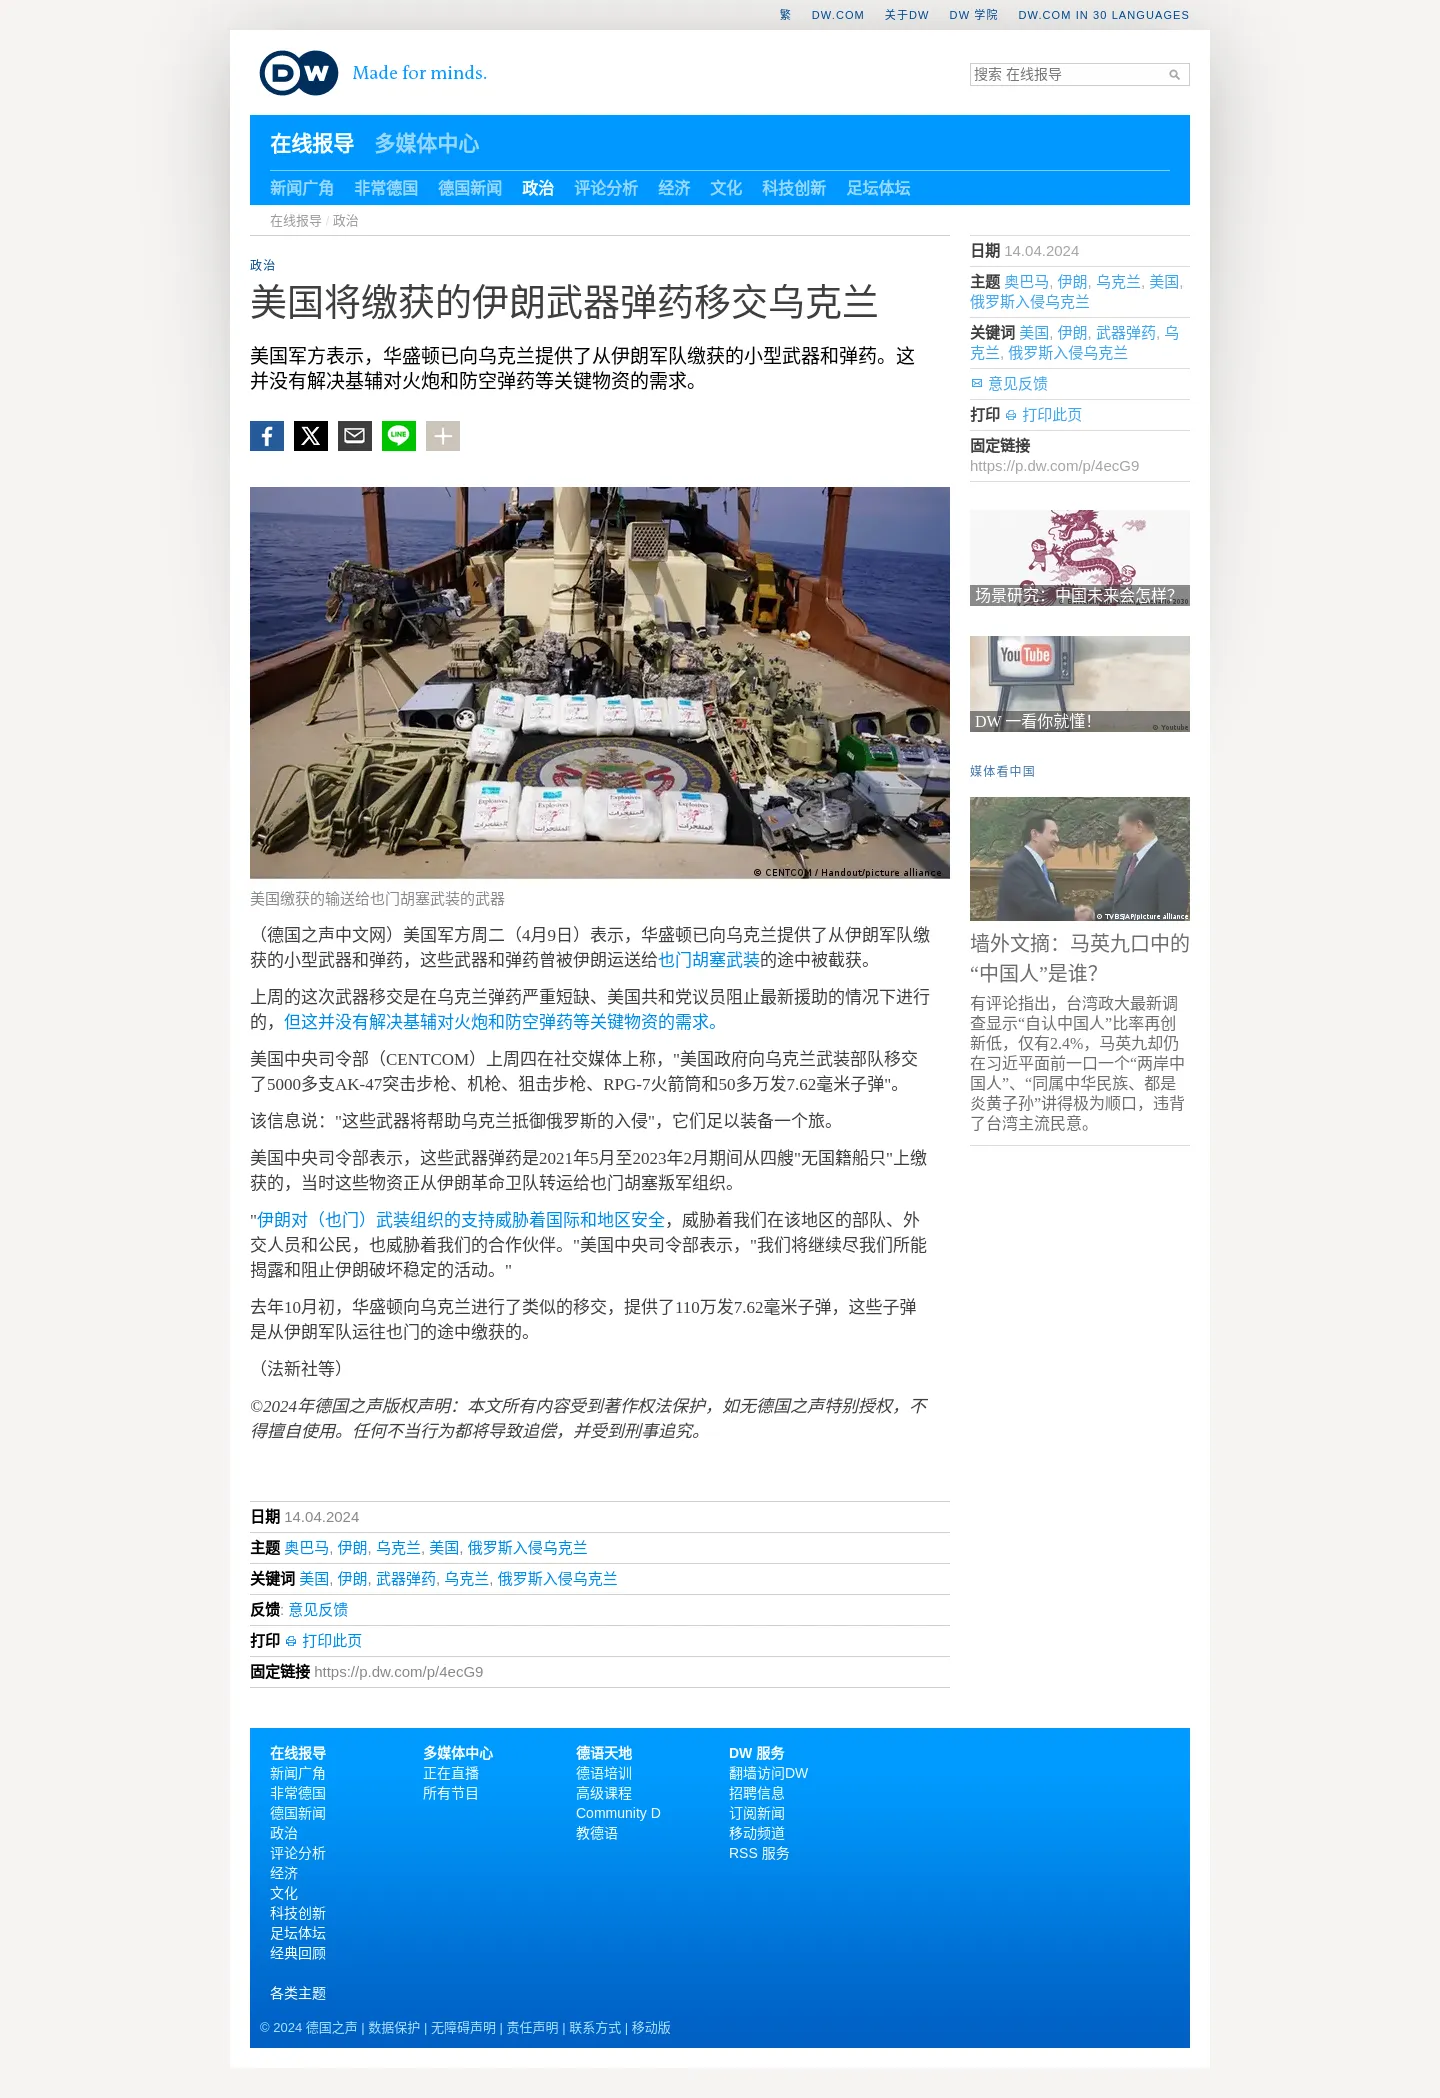 繁 DW.COM 关于DW DW 学院 DW.COM IN 30 LANGUAGES
DW Made for minds.
搜索 在线报导
在线报导 多媒体中心
新闻广角 非常德国 德国新闻 政治 评论分析 经济 文化 科技创新 足坛体坛
在线报导 / 政治
政治
美国将缴获的伊朗武器弹药移交乌克兰
美国军方表示，华盛顿已向乌克兰提供了从伊朗军队缴获的小型武器和弹药。这
并没有解决基辅对火炮和防空弹药等关键物资的需求。
LINE
Explosives
المتفجرات
© CENTCOM / Handout/picture alliance
美国缴获的输送给也门胡塞武装的武器
（德国之声中文网）美国军方周二（4月9日）表示，华盛顿已向乌克兰提供了从伊朗军队缴
获的小型武器和弹药，这些武器和弹药曾被伊朗运送给也门胡塞武装的途中被截获。
上周的这次武器移交是在乌克兰弹药严重短缺、美国共和党议员阻止最新援助的情况下进行
的，但这并没有解决基辅对火炮和防空弹药等关键物资的需求。
美国中央司令部（CENTCOM）上周四在社交媒体上称，"美国政府向乌克兰武装部队移交
了5000多支AK-47突击步枪、机枪、狙击步枪、RPG-7火箭筒和50多万发7.62毫米子弹"。
该信息说："这些武器将帮助乌克兰抵御俄罗斯的入侵"，它们足以装备一个旅。
美国中央司令部表示，这些武器弹药是2021年5月至2023年2月期间从四艘"无国籍船只"上缴
获的，当时这些物资正从伊朗革命卫队转运给也门胡塞叛军组织。
"伊朗对（也门）武装组织的支持威胁着国际和地区安全，威胁着我们在该地区的部队、外
交人员和公民，也威胁着我们的合作伙伴。"美国中央司令部表示，"我们将继续尽我们所能
揭露和阻止伊朗破坏稳定的活动。"
去年10月初，华盛顿向乌克兰进行了类似的移交，提供了110万发7.62毫米子弹，这些子弹
是从伊朗军队运往也门的途中缴获的。
（法新社等）
©2024年德国之声版权声明：本文所有内容受到著作权法保护，如无德国之声特别授权，不
得擅自使用。任何不当行为都将导致追偿，并受到刑事追究。
日期 14.04.2024
主题 奥巴马, 伊朗, 乌克兰, 美国, 俄罗斯入侵乌克兰
关键词 美国, 伊朗, 武器弹药, 乌克兰, 俄罗斯入侵乌克兰
反馈: 意见反馈
打印 打印此页
固定链接 https://p.dw.com/p/4ecG9
日期 14.04.2024
主题 奥巴马, 伊朗, 乌克兰, 美国,
俄罗斯入侵乌克兰
关键词 美国, 伊朗, 武器弹药, 乌
克兰, 俄罗斯入侵乌克兰
意见反馈
打印 打印此页
固定链接
https://p.dw.com/p/4ecG9
场景研究：中国未来会怎样?
YouTube
DW 一看你就懂！
© Youtube
媒体看中国
© TVBS/AP/picture alliance
墙外文摘：马英九口中的
“中国人”是谁？
有评论指出，台湾政大最新调
查显示“自认中国人”比率再创
新低，仅有2.4%，马英九却仍
在习近平面前一口一个“两岸中
国人”、“同属中华民族、都是
炎黄子孙”讲得极为顺口，违背
了台湾主流民意。
在线报导
新闻广角
非常德国
德国新闻
政治
评论分析
经济
文化
科技创新
足坛体坛
经典回顾
各类主题
多媒体中心
正在直播
所有节目
德语天地
德语培训
高级课程
Community D
教德语
DW 服务
翻墙访问DW
招聘信息
订阅新闻
移动频道
RSS 服务
© 2024 德国之声 | 数据保护 | 无障碍声明 | 责任声明 | 联系方式 | 移动版